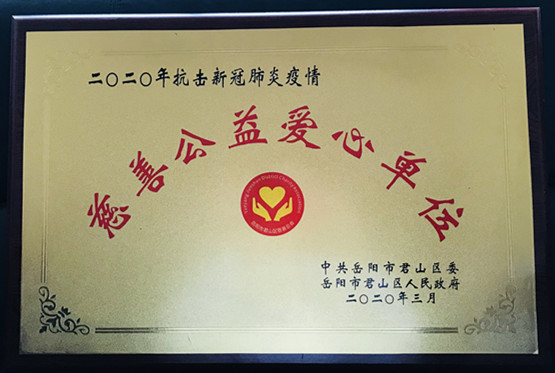 二〇二〇年抗击新冠肺炎疫情
慈善公益爱心单位
中共岳阳市君山区委
岳阳市君山区人民政府
二〇二〇年三月